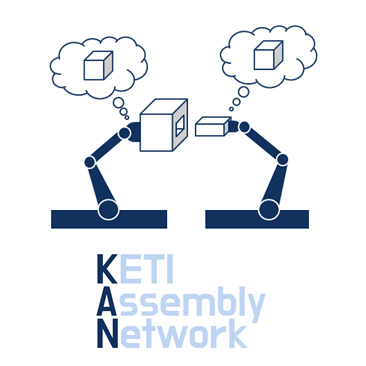 KETI
Assembly
Network